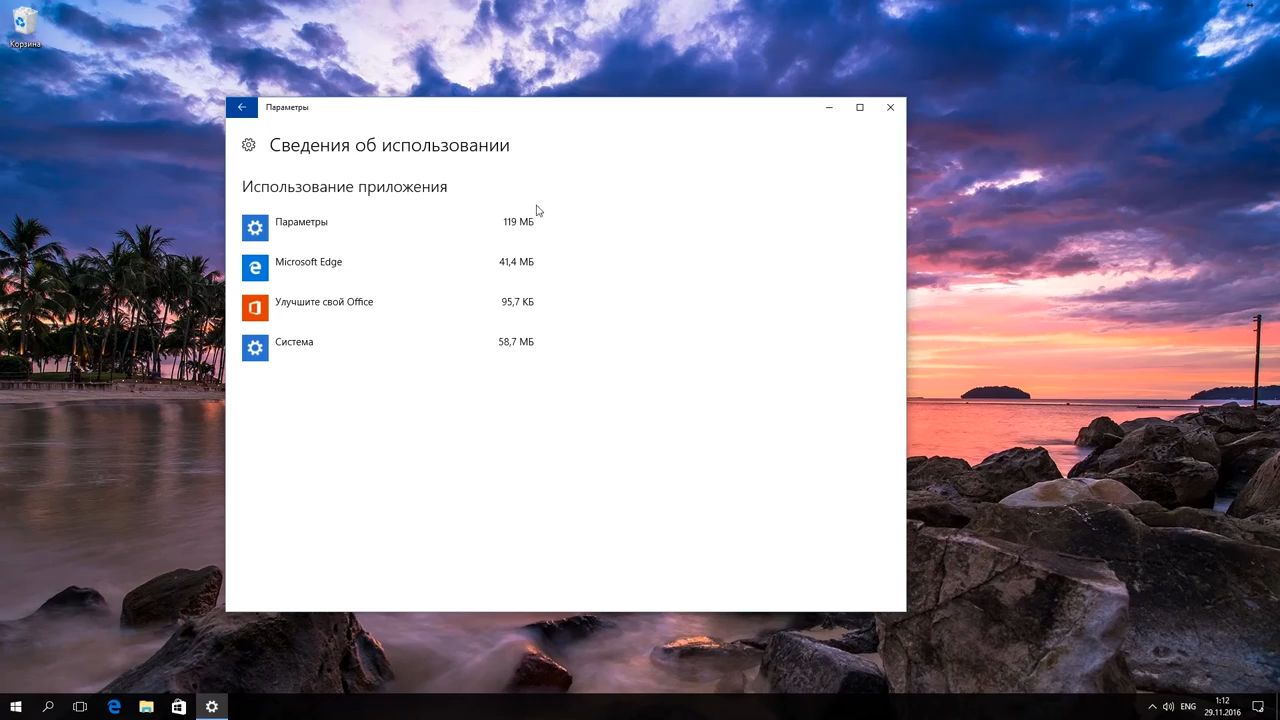 Корзина
Параметры
Сведения об использовании
Использование приложения
Параметры 119 МБ
Microsoft Edge 41,4 МБ
Улучшите свой Office 95,7 КБ
Система 58,7 МБ
ENG
1:12
29.11.2016